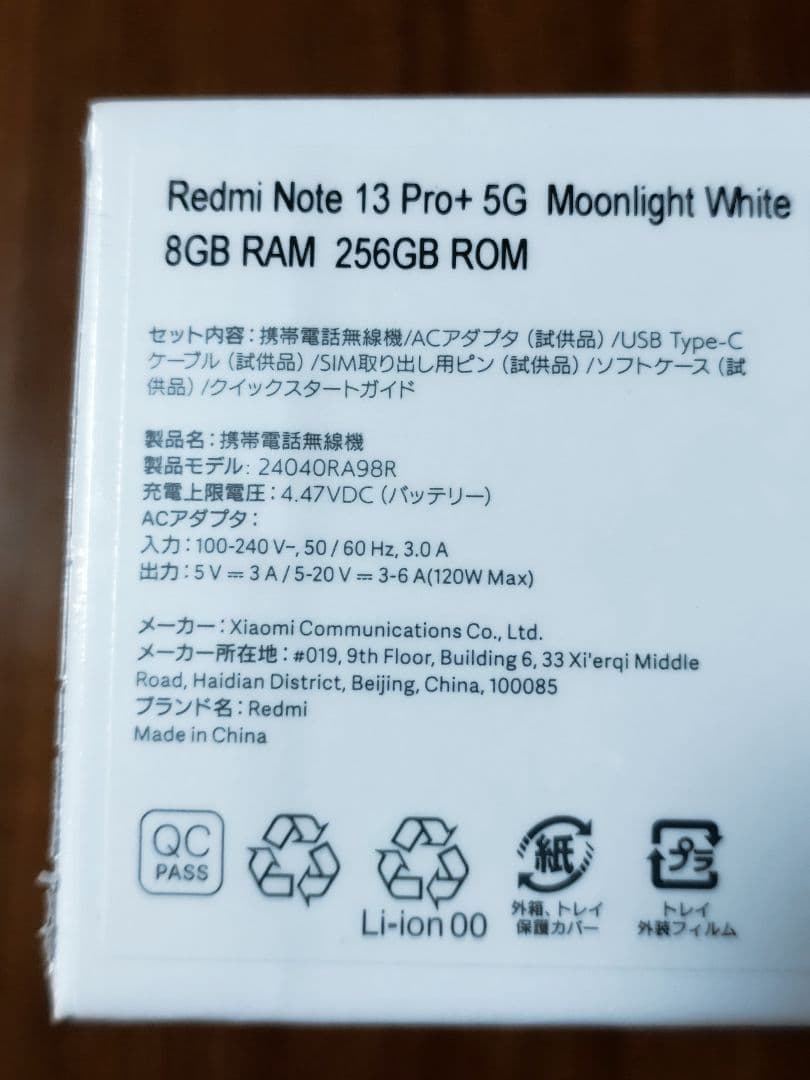 Redmi Note 13 Pro+ 5G Moonlight White
8GB RAM 256GB ROM
セット内容：携帯電話無線機/ACアダプタ（試供品）/USB Type-C
ケーブル（試供品）/SIM取り出し用ピン（試供品）/ソフトケース（試
供品）/クイックスタートガイド
製品名：携帯電話無線機
製品モデル: 24040RA98R
充電上限電圧：4.47VDC（バッテリー）
ACアダプタ：
入力：100-240 V~, 50 / 60 Hz, 3.0 A
出力：5 V ⎓ 3 A / 5-20 V ⎓ 3-6 A(120W Max)
メーカー：Xiaomi Communications Co., Ltd.
メーカー所在地：#019, 9th Floor, Building 6, 33 Xi'erqi Middle
Road, Haidian District, Beijing, China, 100085
ブランド名：Redmi
Made in China
QC
PASS
Li-ion 00
紙
外箱、トレイ
保護カバー
プラ
トレイ
外装フィルム